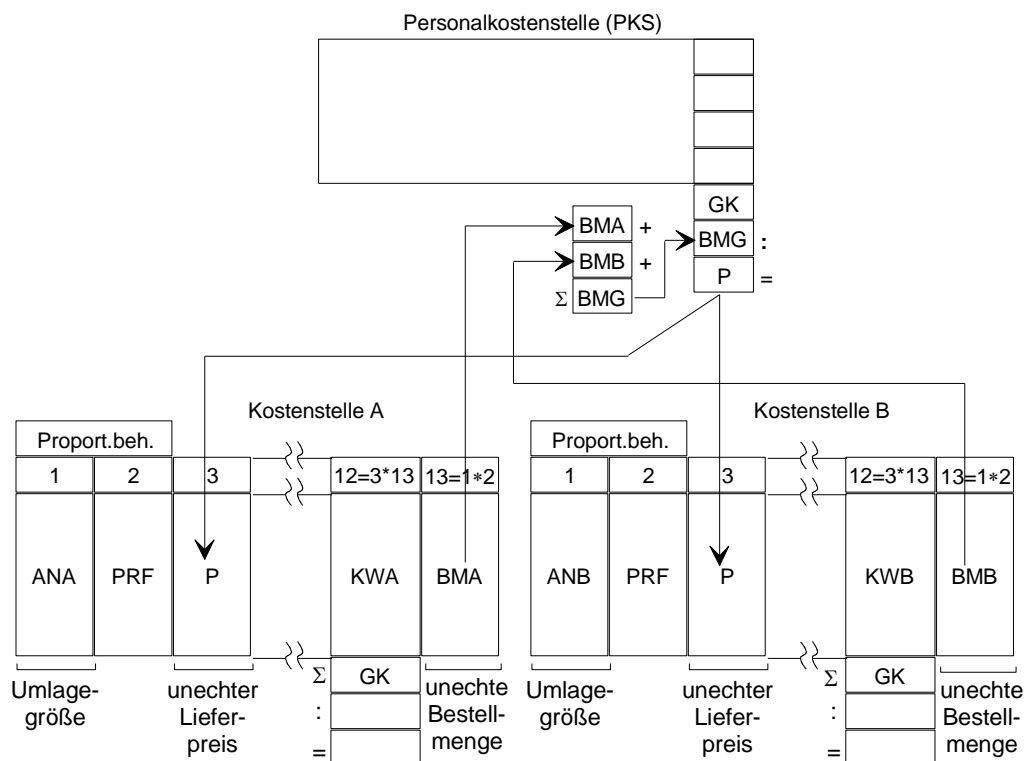 Personalkostenstelle (PKS)
GK
BMA +
BMG :
BMB +
P =
Σ BMG
Kostenstelle A
Kostenstelle B
Proport.beh.
Proport.beh.
1 2 3 12=3*13 13=1*2 1 2 3 12=3*13 13=1*2
ANA PRF P KWA BMA ANB PRF P KWB BMB
Σ GK
Σ GK
Umlage-
größe
unechter
Liefer-
preis
:
=
unechte
Bestell-
menge
Umlage-
größe
unechter
Liefer-
preis
:
=
unechte
Bestell-
menge